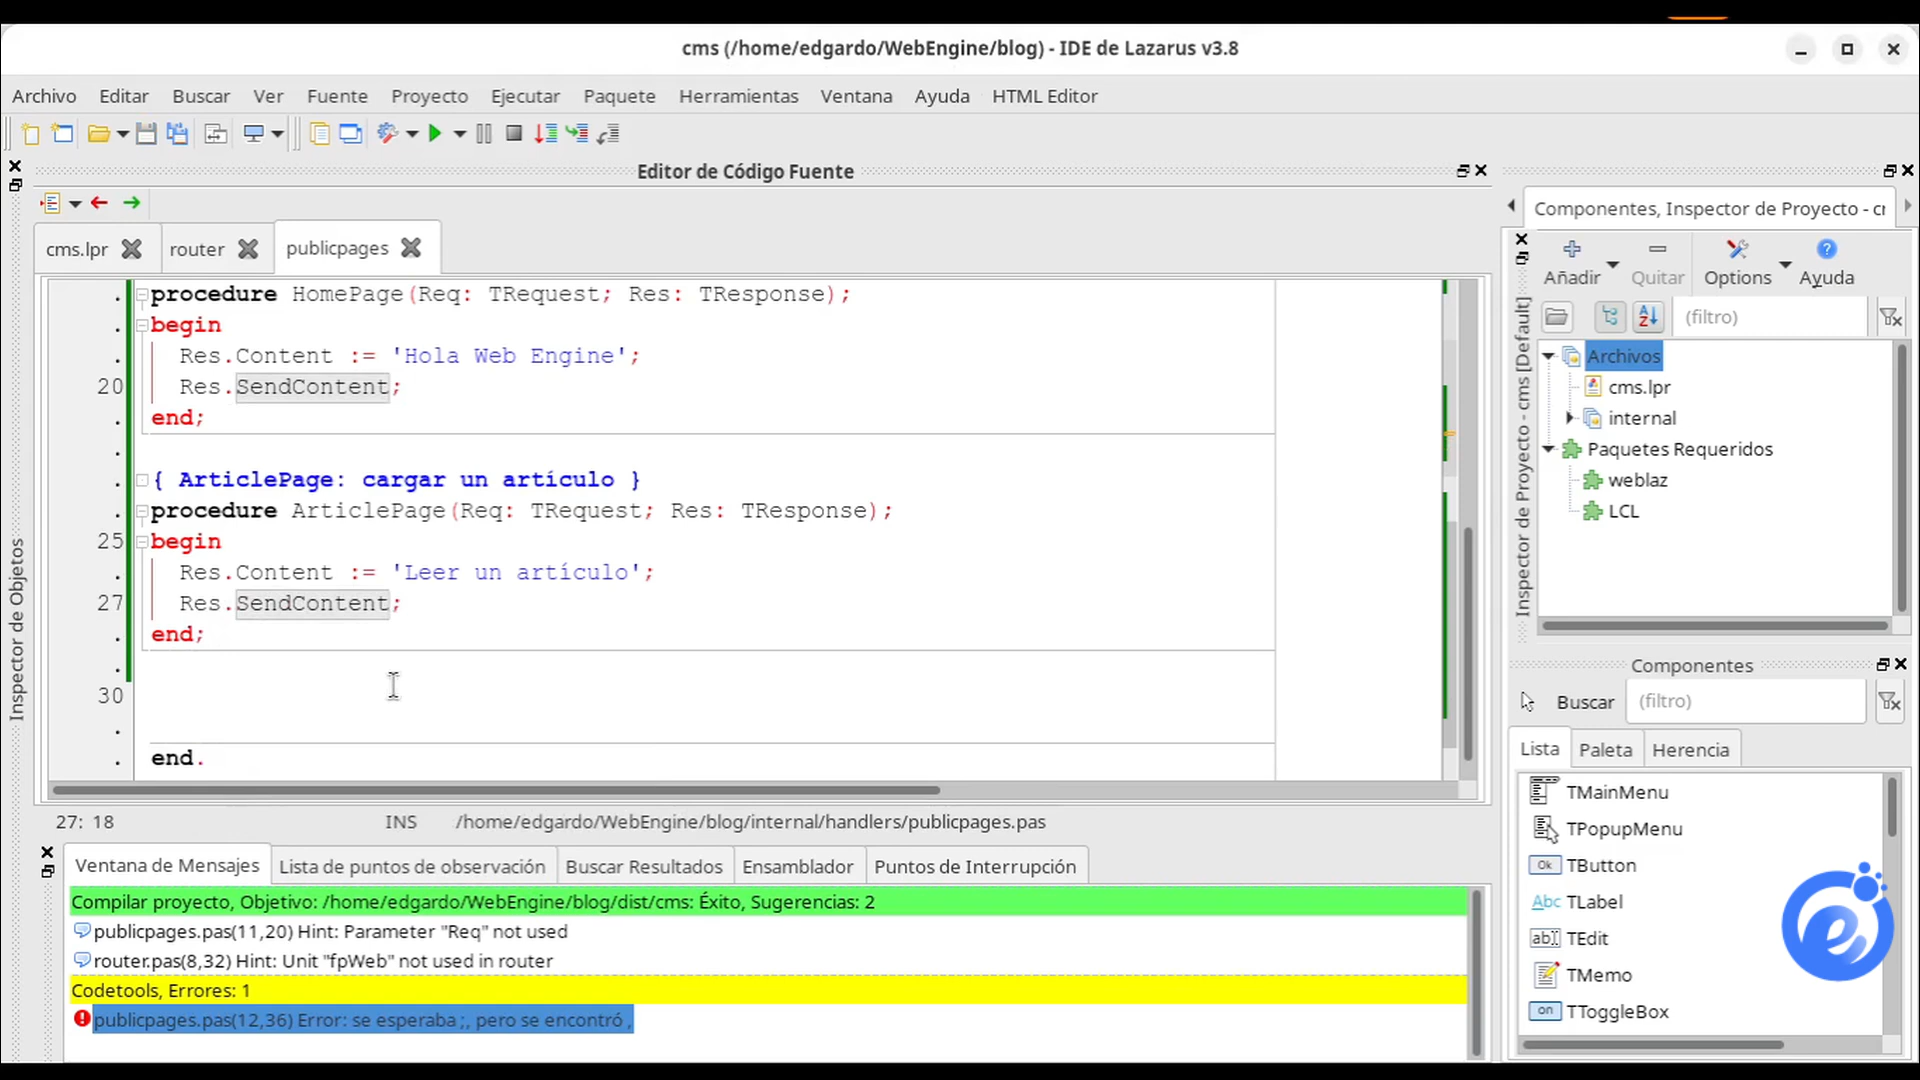 cms (/home/edgardo/WebEngine/blog) - IDE de Lazarus v3.8
Archivo Editar Buscar Ver Fuente Proyecto Ejecutar Paquete Herramientas Ventana Ayuda HTML Editor
Editor de Código Fuente
cms.lpr router publicpages
procedure HomePage(Req: TRequest; Res: TResponse);
begin
Res.Content := 'Hola Web Engine';
20 Res.SendContent;
end;
{ ArticlePage: cargar un artículo }
procedure ArticlePage(Req: TRequest; Res: TResponse);
25 begin
Res.Content := 'Leer un artículo';
27 Res.SendContent;
end;
30
end.
27: 18 INS /home/edgardo/WebEngine/blog/internal/handlers/publicpages.pas
Ventana de Mensajes Lista de puntos de observación Buscar Resultados Ensamblador Puntos de Interrupción
Compilar proyecto, Objetivo: /home/edgardo/WebEngine/blog/dist/cms: Éxito, Sugerencias: 2
publicpages.pas(11,20) Hint: Parameter "Req" not used
router.pas(8,32) Hint: Unit "fpWeb" not used in router
Codetools, Errores: 1
publicpages.pas(12,36) Error: se esperaba ;, pero se encontró ,
Inspector de Objetos
Componentes, Inspector de Proyecto - cr
Añadir Quitar Options Ayuda
(filtro)
Inspector de Proyecto - cms [Default]
Archivos
cms.lpr
internal
Paquetes Requeridos
weblaz
LCL
Componentes
Buscar (filtro)
Lista Paleta Herencia
TMainMenu
TPopupMenu
Ok TButton
Abc TLabel
ab TEdit
TMemo
on TToggleBox